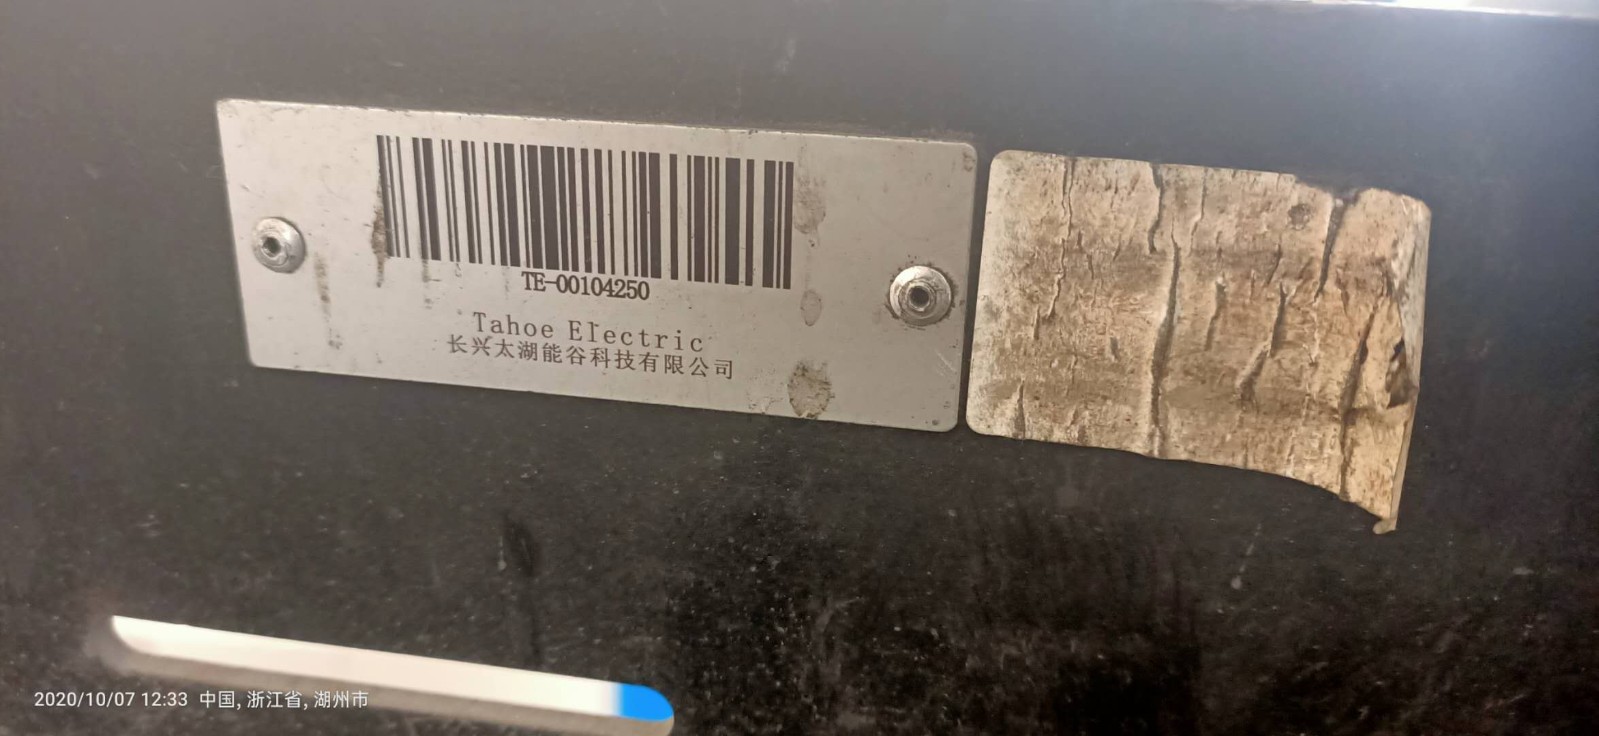 TE-00104250
Tahoe Electric
长兴太湖能谷科技有限公司
2020/10/07 12:33 中国, 浙江省, 湖州市